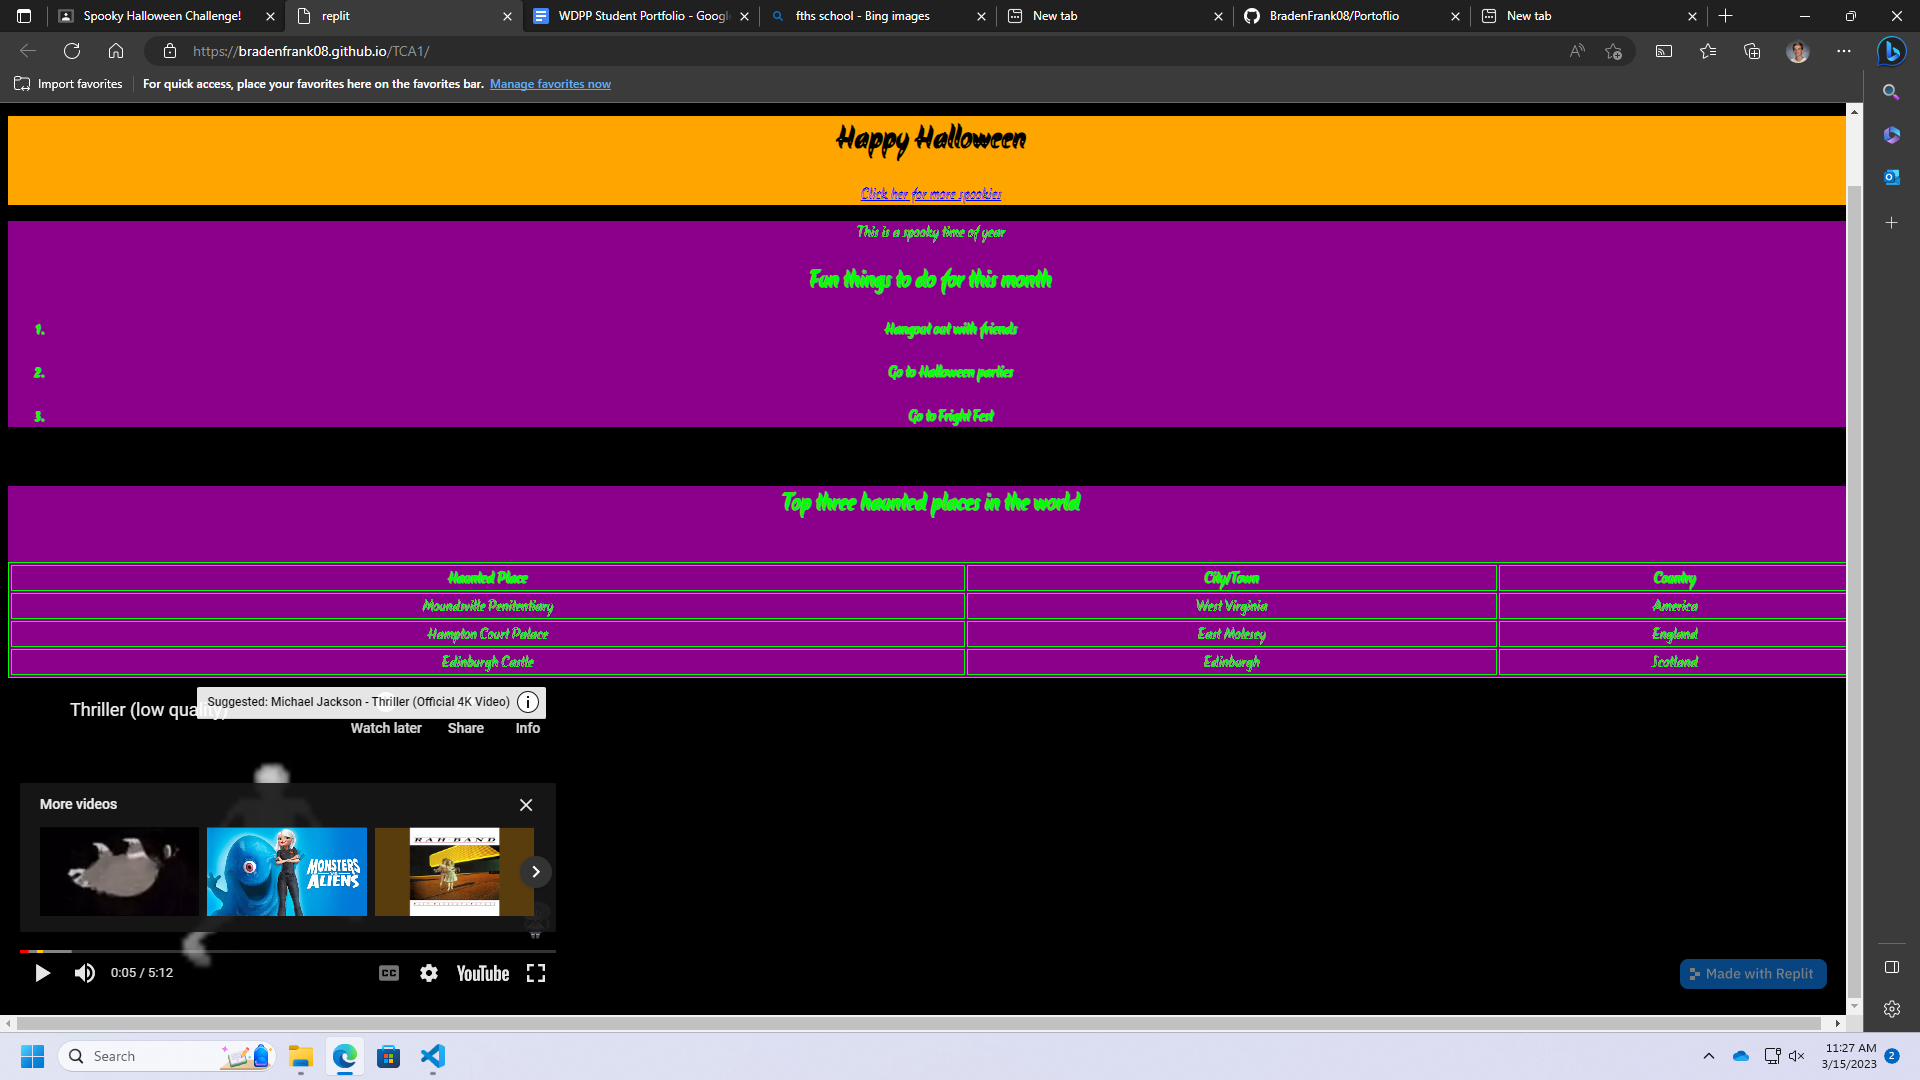 Spooky Halloween Challenge!
replit
WDPP Student Portfolio - Googl
fths school - Bing images
New tab
BradenFrank08/Portoflio
New tab
https://bradenfrank08.github.io/TCA1/
Import favorites
For quick access, place your favorites here on the favorites bar. Manage favorites now
Happy Halloween
Click her for more spookies
This is a spooky time of year
Fun things to do for this month
1. Hangout out with friends
2. Go to Halloween parties
3. Go to Fright Fest
Top three haunted places in the world
Haunted Place City/Town Country
Moundsville Penitentiary West Virginia America
Hampton Court Palace East Molesey England
Edinburgh Castle Edinburgh Scotland
Thriller (low quality)
Suggested: Michael Jackson - Thriller (Official 4K Video)
Watch later Share Info
More videos
RAH BAND
MONSTERS
ALIENS
0:05 / 5:12
CC
YouTube
Made with Replit
Search
11:27 AM
3/15/2023
2